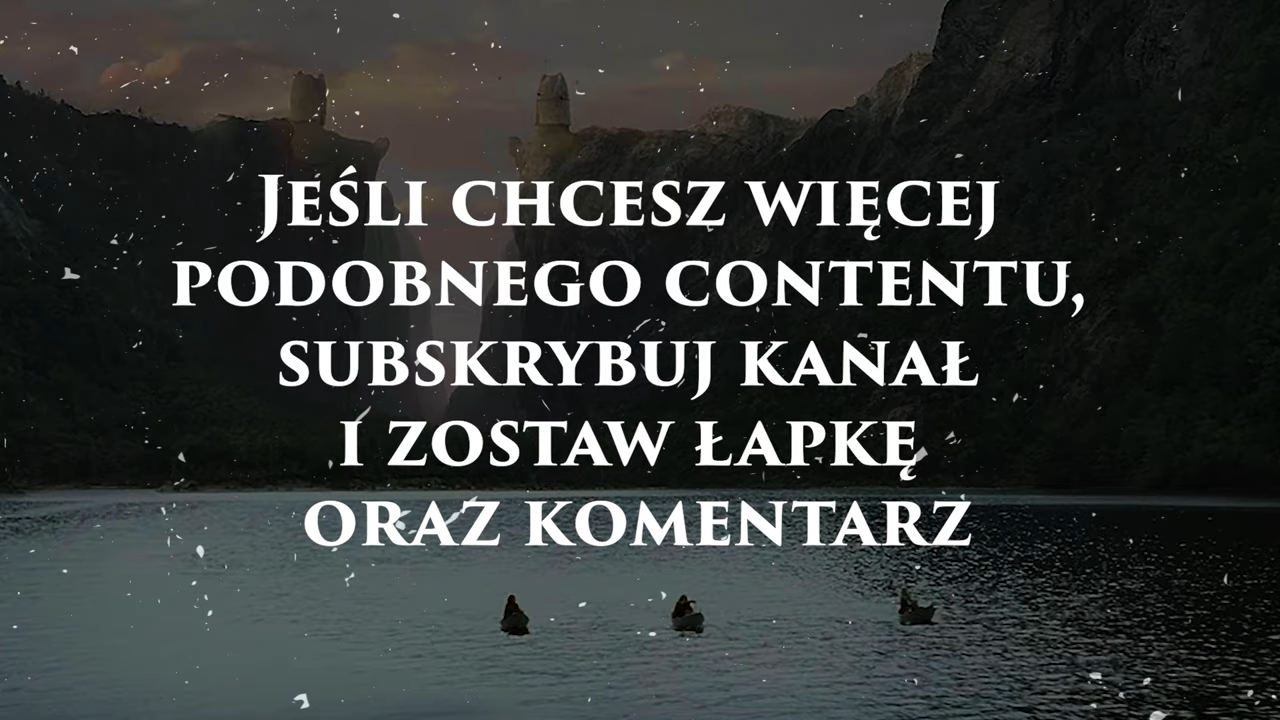 Jeśli chcesz więcej
podobnego contentu,
subskrybuj kanał
i zostaw łapkę
oraz komentarz